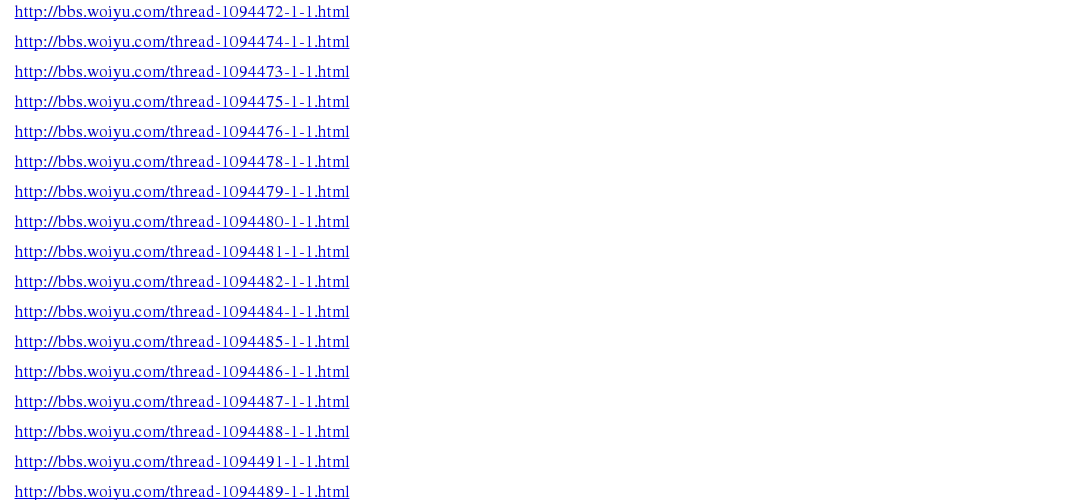 http://bbs.woiyu.com/thread-1094472-1-1.html
http://bbs.woiyu.com/thread-1094474-1-1.html
http://bbs.woiyu.com/thread-1094473-1-1.html
http://bbs.woiyu.com/thread-1094475-1-1.html
http://bbs.woiyu.com/thread-1094476-1-1.html
http://bbs.woiyu.com/thread-1094478-1-1.html
http://bbs.woiyu.com/thread-1094479-1-1.html
http://bbs.woiyu.com/thread-1094480-1-1.html
http://bbs.woiyu.com/thread-1094481-1-1.html
http://bbs.woiyu.com/thread-1094482-1-1.html
http://bbs.woiyu.com/thread-1094484-1-1.html
http://bbs.woiyu.com/thread-1094485-1-1.html
http://bbs.woiyu.com/thread-1094486-1-1.html
http://bbs.woiyu.com/thread-1094487-1-1.html
http://bbs.woiyu.com/thread-1094488-1-1.html
http://bbs.woiyu.com/thread-1094491-1-1.html
http://bbs.woiyu.com/thread-1094489-1-1.html